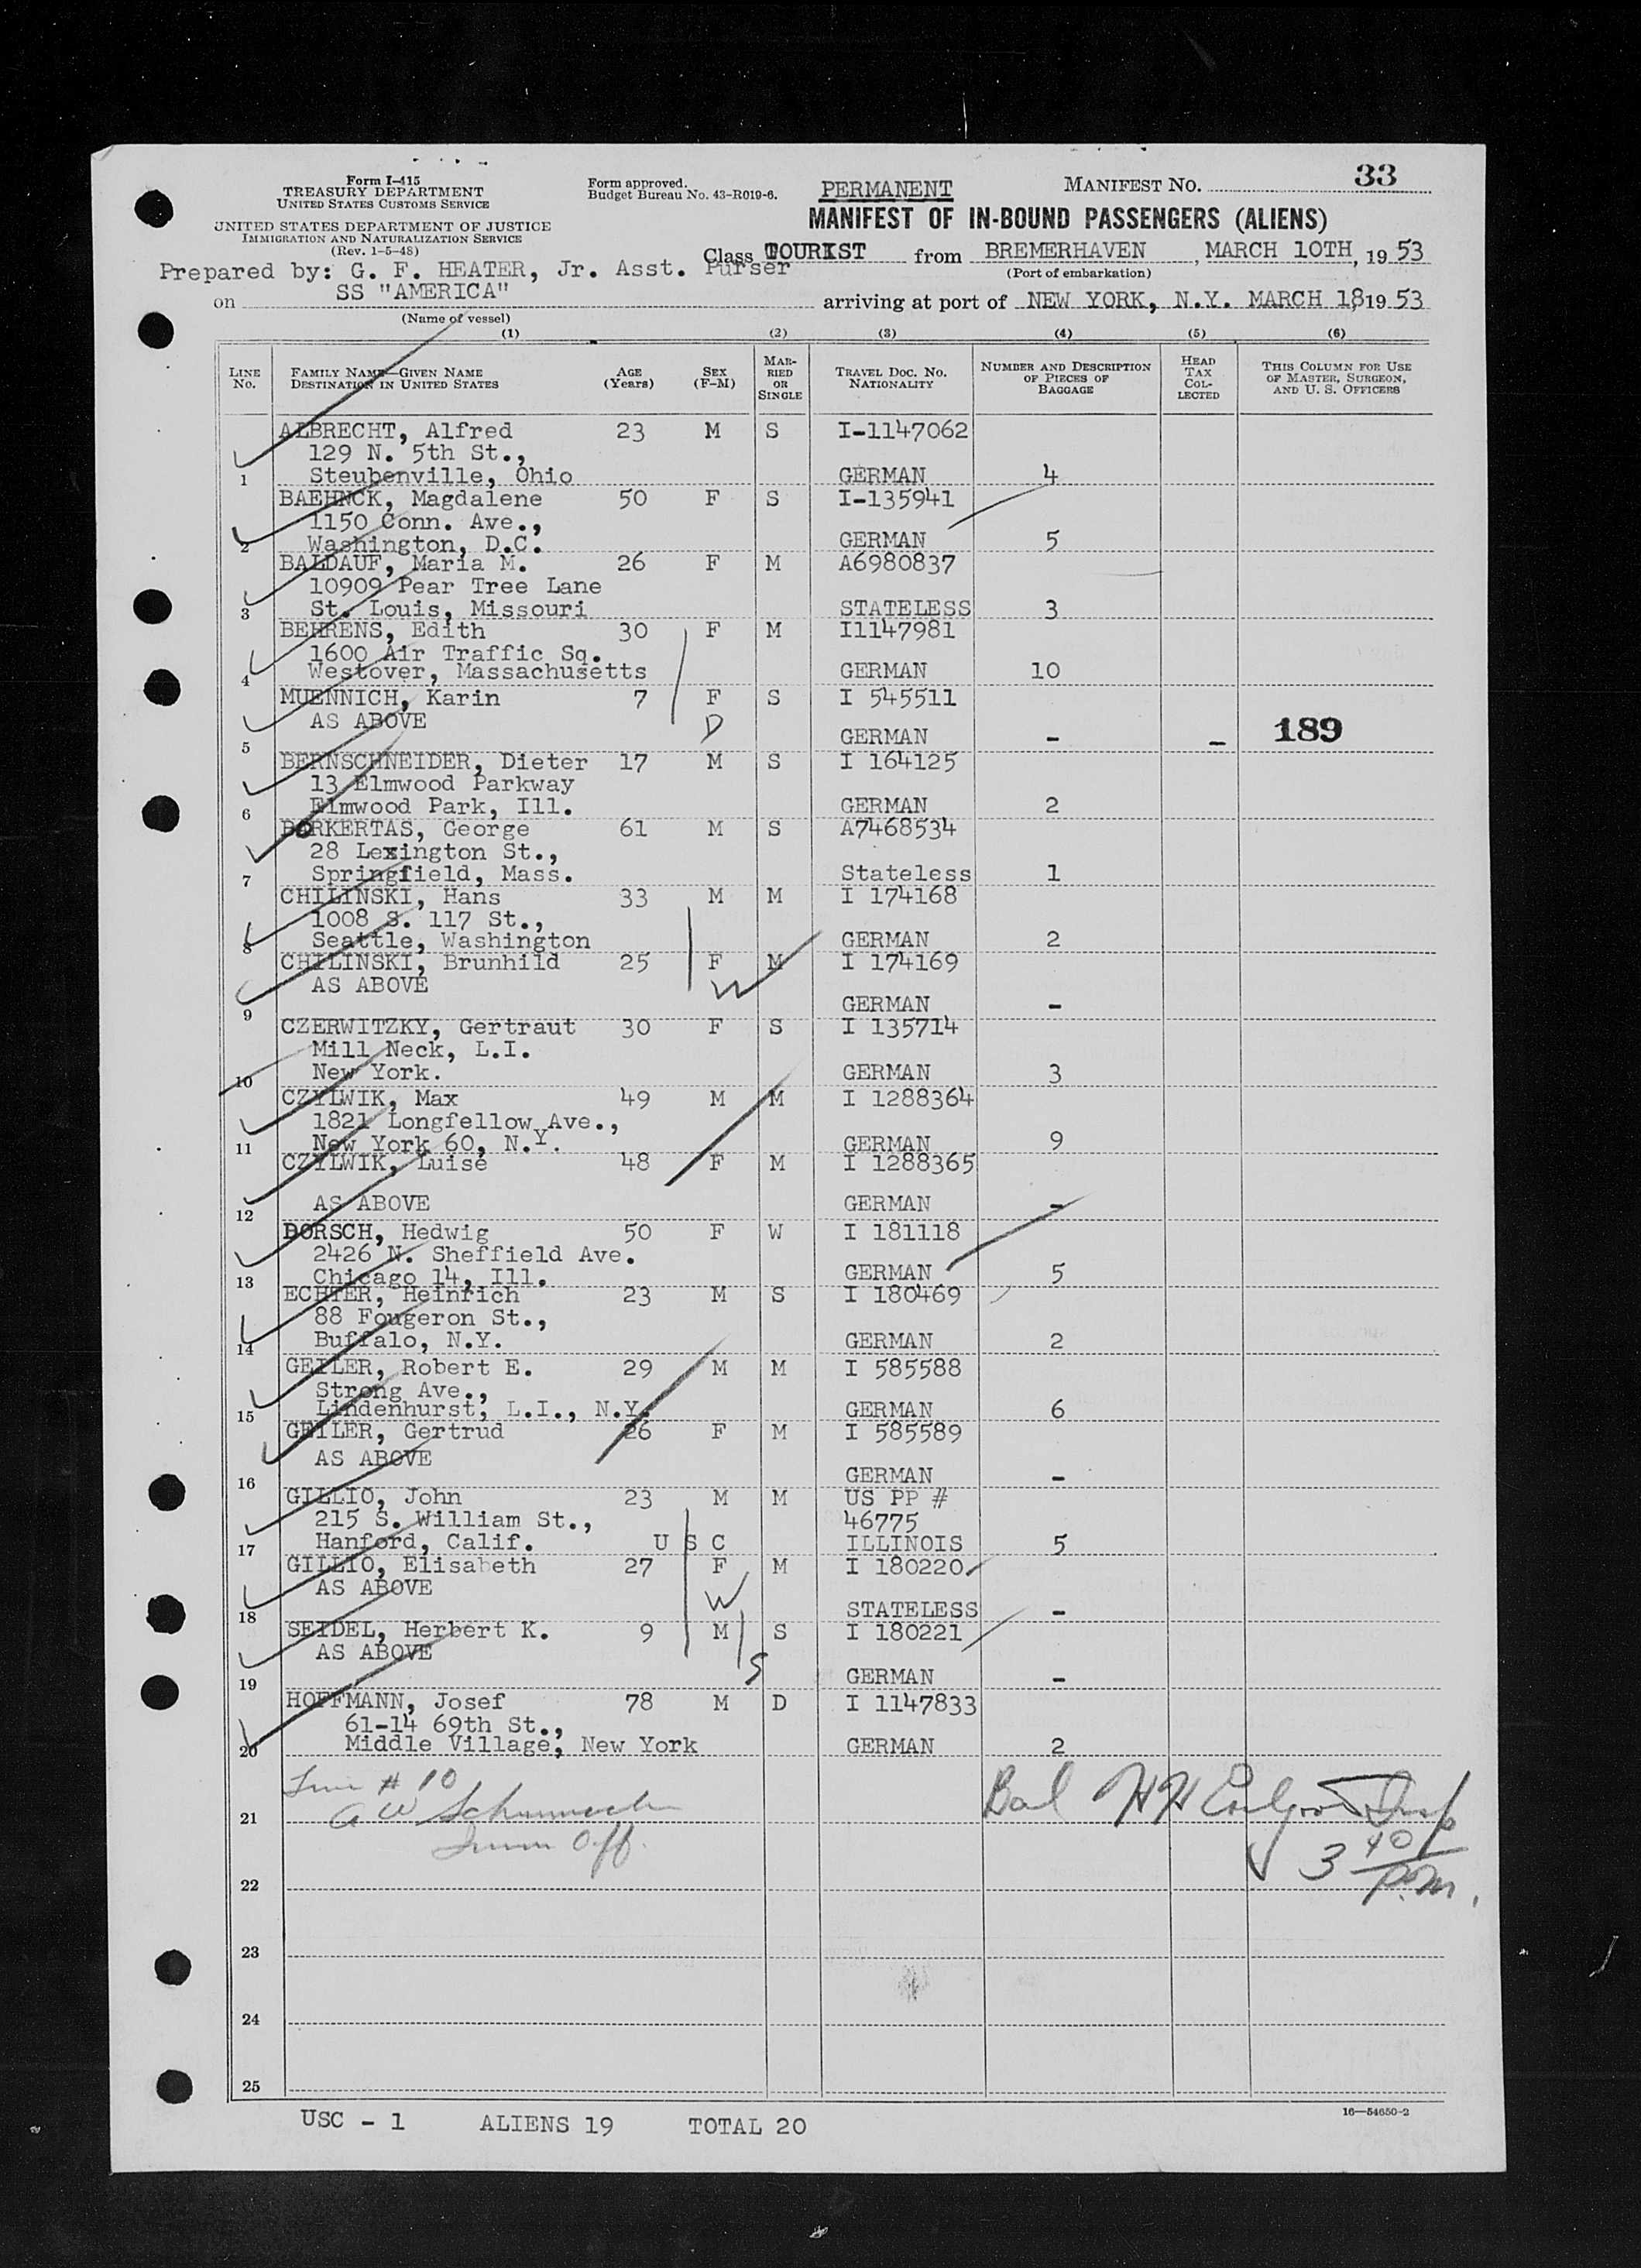 33
Form I-415
TREASURY DEPARTMENT
UNITED STATES CUSTOMS SERVICE
Form approved.
Budget Bureau No. 43-R019-6.
PERMANENT
MANIFEST NO.
UNITED STATES DEPARTMENT OF JUSTICE
IMMIGRATION AND NATURALIZATION SERVICE
(Rev. 1-5-48)
MANIFEST OF IN-BOUND PASSENGERS (ALIENS)
Class TOURIST from BREMERHAVEN, MARCH 10TH, 1953
(Port of embarkation)
Prepared by: G. F. HEATER, Jr. Asst. Purser
on SS "AMERICA" arriving at port of NEW YORK, N.Y. MARCH 18 1953
(Name of vessel)
(1) (2) (3) (4) (5) (6)
LINE NO. FAMILY NAME—GIVEN NAME DESTINATION IN UNITED STATES AGE (Years) SEX (F-M) MARRIED OR SINGLE TRAVEL DOC. NO. NATIONALITY NUMBER AND DESCRIPTION OF PIECES OF BAGGAGE HEAD TAX COLLECTED THIS COLUMN FOR USE OF MASTER, SURGEON, AND U. S. OFFICERS
ALBRECHT, Alfred 23 M S I-1147062
129 N. 5th St.,
1 Steubenville, Ohio GERMAN 4
BAEHNCK, Magdalene 50 F S I-135941
1150 Conn. Ave.,
2 Washington, D.C. GERMAN 5
BALDAUF, Maria M. 26 F M A6980837
10909 Pear Tree Lane
3 St. Louis, Missouri STATELESS 3
BEHRENS, Edith 30 F M I1147981
1600 Air Traffic Sq.
4 Westover, Massachusetts GERMAN 10
MUENNICH, Karin 7 F S I 545511
AS ABOVE D
5 GERMAN - - 189
BERNSCHNEIDER, Dieter 17 M S I 164125
13 Elmwood Parkway
6 Elmwood Park, Ill. GERMAN 2
BORKERTAS, George 61 M S A7468534
28 Lexington St.,
7 Springfield, Mass. Stateless 1
CHILINSKI, Hans 33 M M I 174168
1008 S. 117 St.,
8 Seattle, Washington GERMAN 2
CHILINSKI, Brunhild 25 F M I 174169
AS ABOVE W
9 GERMAN -
CZERWITZKY, Gertraut 30 F S I 135714
Mill Neck, L.I.
10 New York. GERMAN 3
CZYLWIK, Max 49 M M I 1288364
1821 Longfellow Ave.,
11 New York 60, N.Y. GERMAN 9
CZYLWIK, Luise 48 F M I 1288365
12 AS ABOVE GERMAN -
DORSCH, Hedwig 50 F W I 181118
2426 N. Sheffield Ave.
13 Chicago 14, Ill. GERMAN 5
ECHTER, Heinrich 23 M S I 180469
88 Fougeron St.,
14 Buffalo, N.Y. GERMAN 2
GEILER, Robert E. 29 M M I 585588
Strong Ave.,
15 Lindenhurst, L.I., N.Y. GERMAN 6
GEILER, Gertrud 26 F M I 585589
AS ABOVE
16 GERMAN -
GILLIO, John 23 M M US PP #
215 S. William St., 46775
17 Hanford, Calif. U S C ILLINOIS 5
GILLIO, Elisabeth 27 F M I 180220
AS ABOVE W
18 STATELESS -
SEIDEL, Herbert K. 9 M S I 180221
AS ABOVE S
19 GERMAN -
HOFFMANN, Josef 78 M D I 1147833
61-14 69th St.,
20 Middle Village, New York GERMAN 2
Line # 10
21 Bal Insp
Imm Off. 3 40
22 P.M.
23
24
25
16—54650-2
USC - 1 ALIENS 19 TOTAL 20